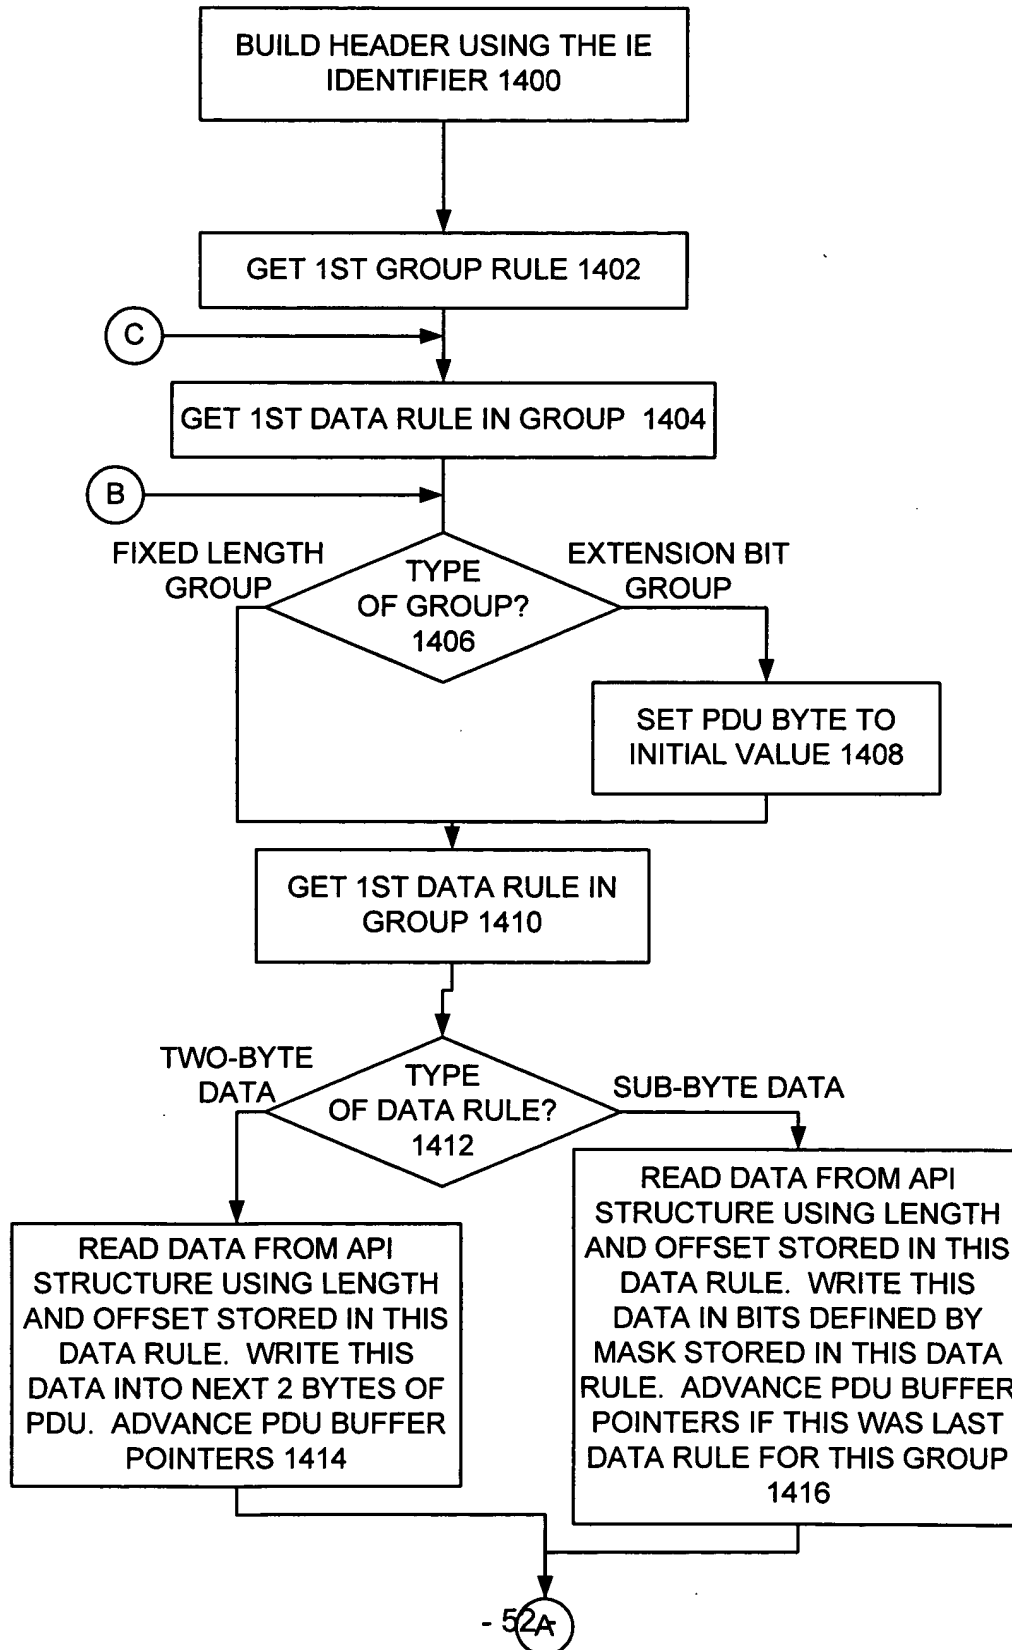 BUILD HEADER USING THE IE
IDENTIFIER 1400
GET 1ST GROUP RULE 1402
C
GET 1ST DATA RULE IN GROUP 1404
B
FIXED LENGTH
GROUP
TYPE
OF GROUP?
1406
EXTENSION BIT
GROUP
SET PDU BYTE TO
INITIAL VALUE 1408
GET 1ST DATA RULE IN
GROUP 1410
TWO-BYTE
DATA
TYPE
OF DATA RULE?
1412
SUB-BYTE DATA
READ DATA FROM API
STRUCTURE USING LENGTH
AND OFFSET STORED IN THIS
DATA RULE. WRITE THIS
DATA INTO NEXT 2 BYTES OF
PDU. ADVANCE PDU BUFFER
POINTERS 1414
READ DATA FROM API
STRUCTURE USING LENGTH
AND OFFSET STORED IN THIS
DATA RULE. WRITE THIS
DATA IN BITS DEFINED BY
MASK STORED IN THIS DATA
RULE. ADVANCE PDU BUFFER
POINTERS IF THIS WAS LAST
DATA RULE FOR THIS GROUP
1416
A
- 52 -